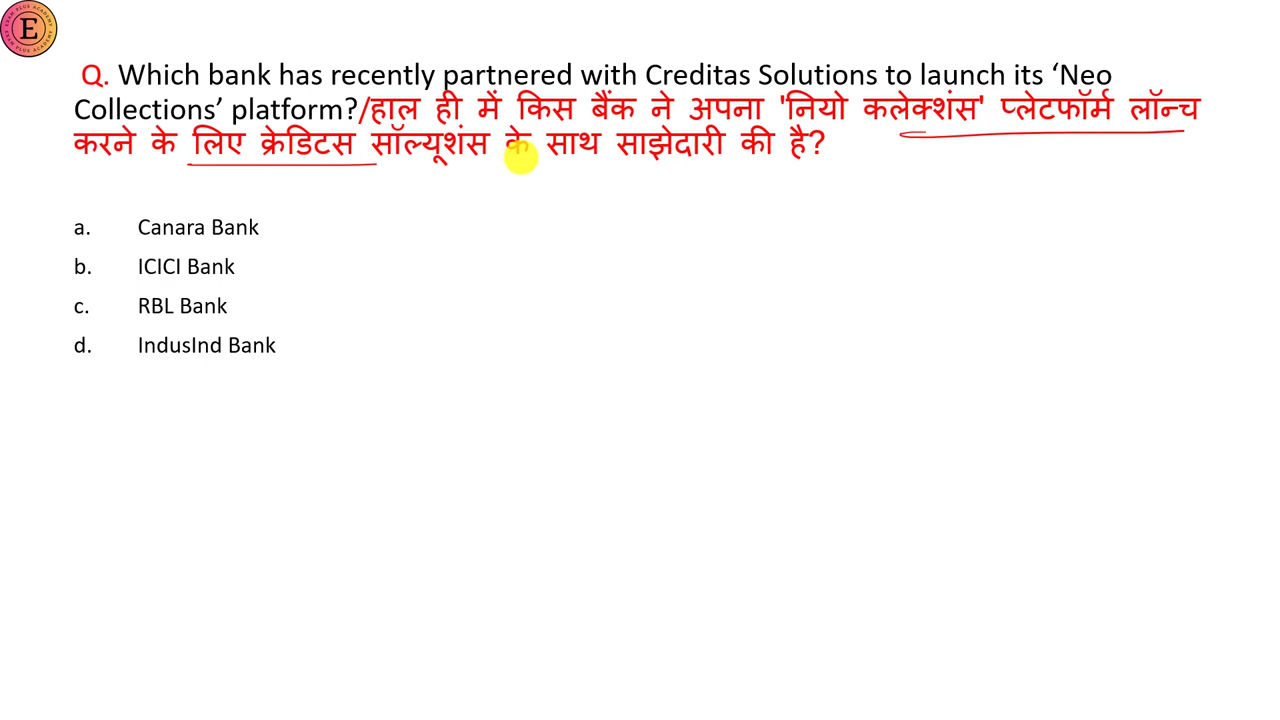 E
Q. Which bank has recently partnered with Creditas Solutions to launch its ‘Neo
Collections’ platform?/हाल ही में किस बैंक ने अपना 'नियो कलेक्शंस' प्लेटफॉर्म लॉन्च
करने के लिए क्रेडिटस सॉल्यूशंस के साथ साझेदारी की है?
a. Canara Bank
b. ICICI Bank
c. RBL Bank
d. IndusInd Bank